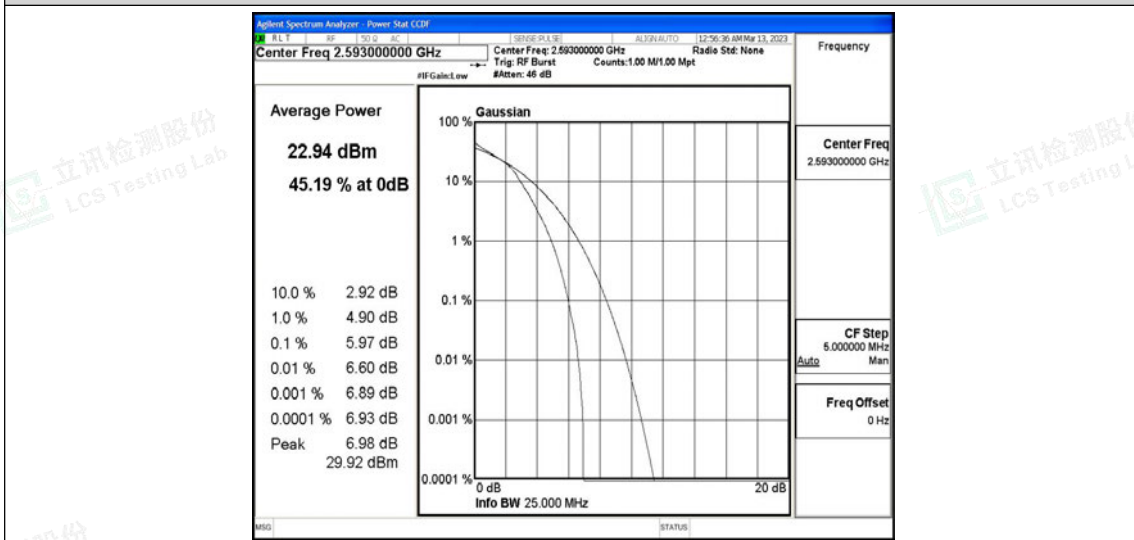 Agilent Spectrum Analyzer - Power Stat CCDF
RLT RF 50 Ω AC SENSE:PULSE ALIGN AUTO 12:56:36 AM Mar 13, 2023
Center Freq 2.593000000 GHz
Center Freq: 2.593000000 GHz Radio Std: None
Trig: RF Burst Counts:1.00 M/1.00 Mpt
#IFGain:Low #Atten: 46 dB
Frequency
Average Power
22.94 dBm
45.19 % at 0dB
10.0 % 2.92 dB
1.0 % 4.90 dB
0.1 % 5.97 dB
0.01 % 6.60 dB
0.001 % 6.89 dB
0.0001 % 6.93 dB
Peak 6.98 dB
29.92 dBm
Gaussian
100 %
10 %
1 %
0.1 %
0.01 %
0.001 %
0.0001 %
0 dB 20 dB
Info BW 25.000 MHz
Center Freq
2.593000000 GHz
CF Step
5.000000 MHz
Auto Man
Freq Offset
0 Hz
MSG STATUS
立讯检测股份
LCS Testing Lab
立讯检测股份
LCS Testing L